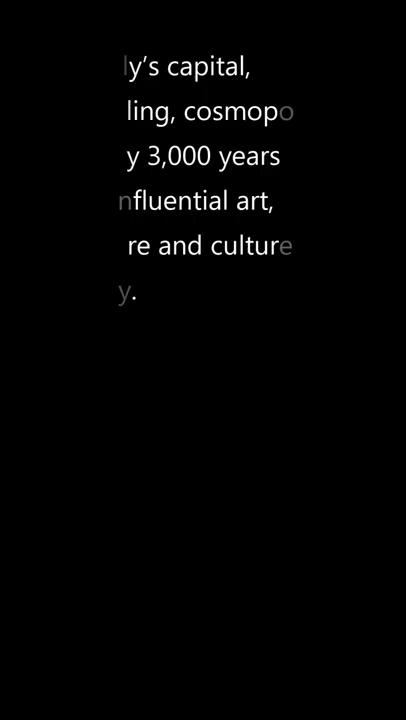 ly’s capital,
ling, cosmopo
y 3,000 years
nfluential art,
re and culture
y.